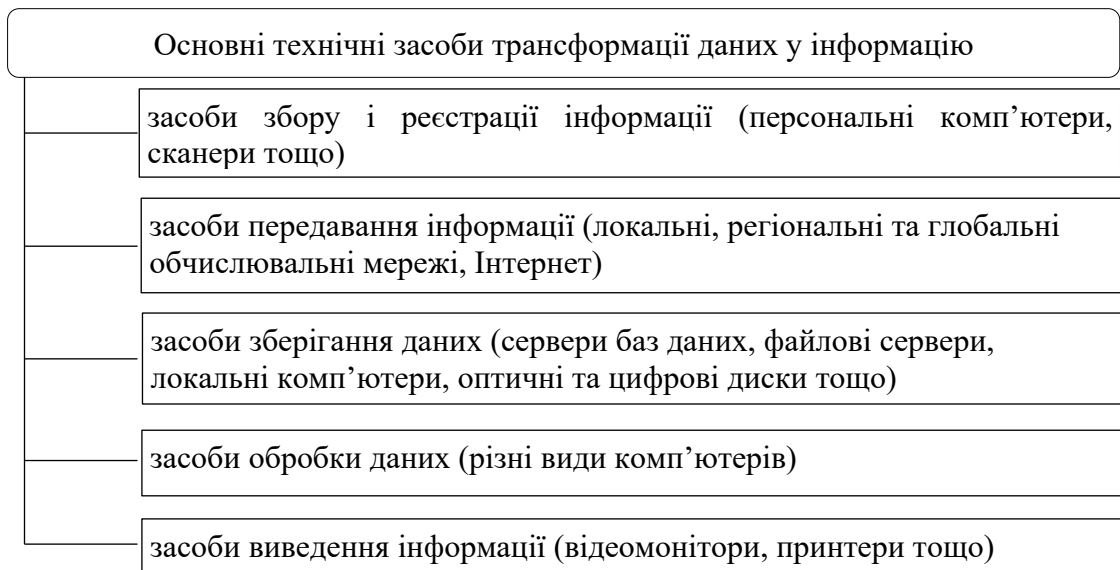 Основні технічні засоби трансформації даних у інформацію
засоби збору і реєстрації інформації (персональні комп’ютери,
сканери тощо)
засоби передавання інформації (локальні, регіональні та глобальні
обчислювальні мережі, Інтернет)
засоби зберігання даних (сервери баз даних, файлові сервери,
локальні комп’ютери, оптичні та цифрові диски тощо)
засоби обробки даних (різні види комп’ютерів)
засоби виведення інформації (відеомонітори, принтери тощо)